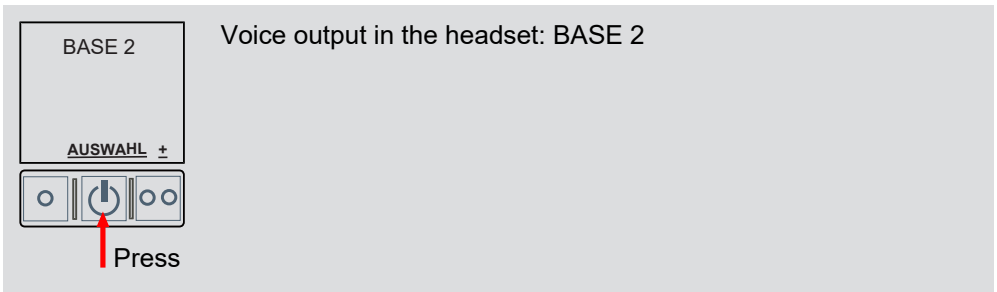 BASE 2
Voice output in the headset: BASE 2
AUSWAHL +
Press